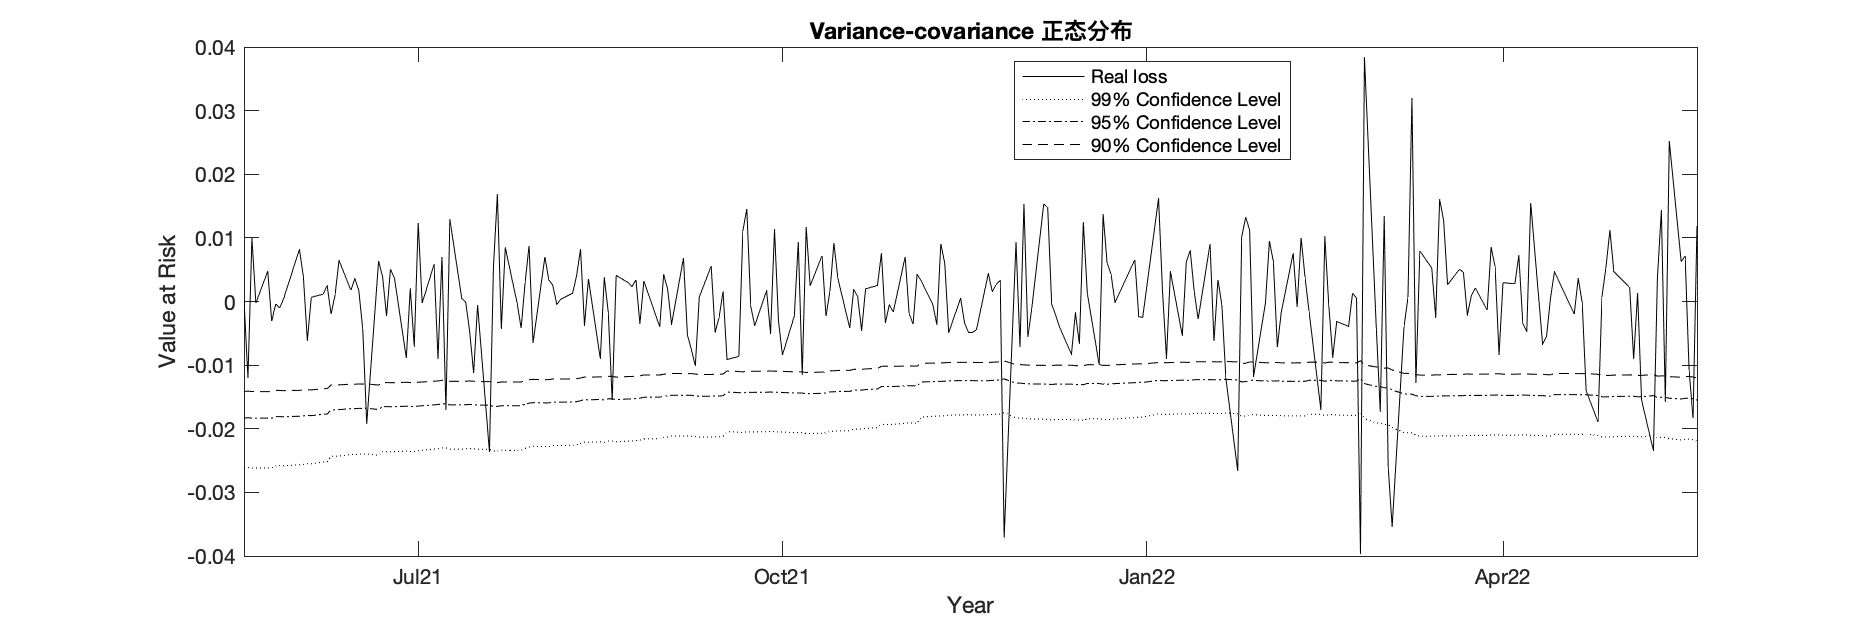 Variance-covariance 正态分布
0.04
0.03
0.02
0.01
0
-0.01
-0.02
-0.03
-0.04
Value at Risk
Real loss
99% Confidence Level
95% Confidence Level
90% Confidence Level
Jul21
Oct21
Jan22
Apr22
Year